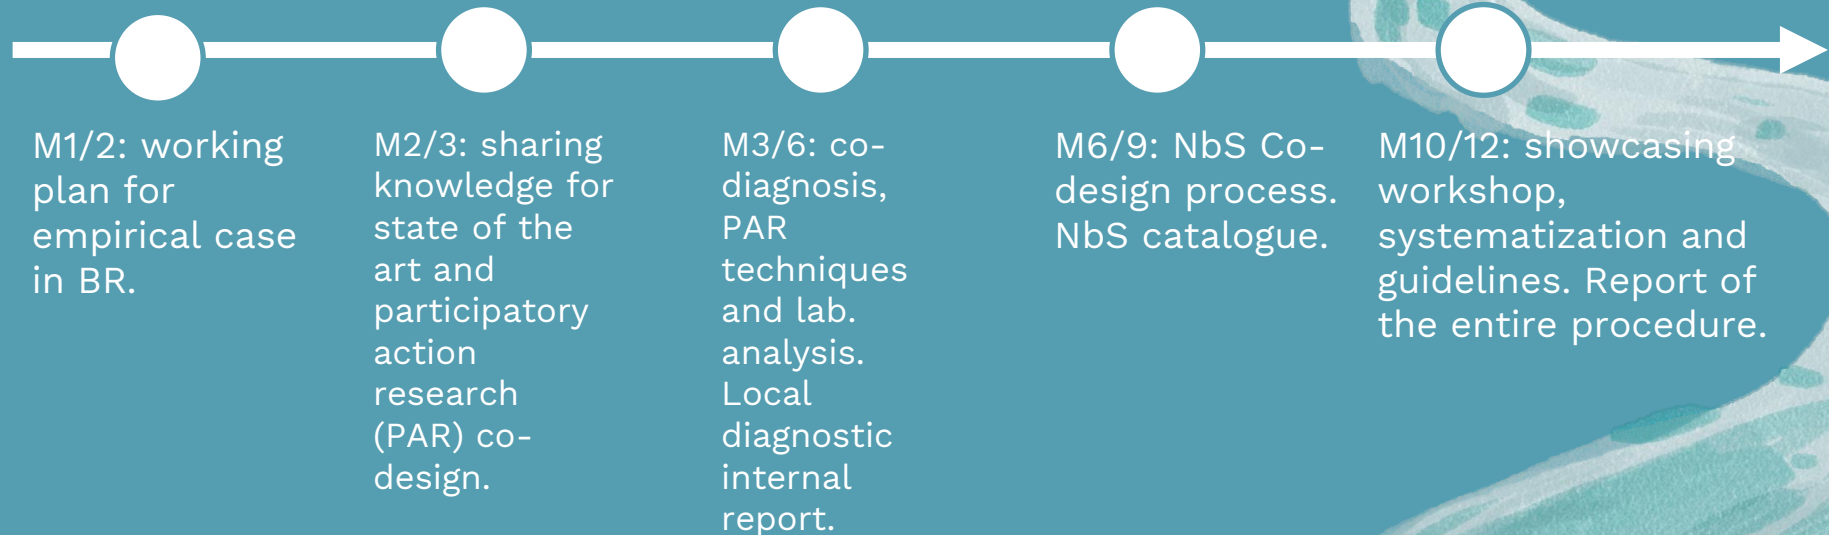 M1/2: working
plan for
empirical case
in BR.
M2/3: sharing
knowledge for
state of the
art and
participatory
action
research
(PAR) co-
design.
M3/6: co-
diagnosis,
PAR
techniques
and lab.
analysis.
Local
diagnostic
internal
report.
M6/9: NbS Co-
design process.
NbS catalogue.
M10/12: showcasing
workshop,
systematization and
guidelines. Report of
the entire procedure.